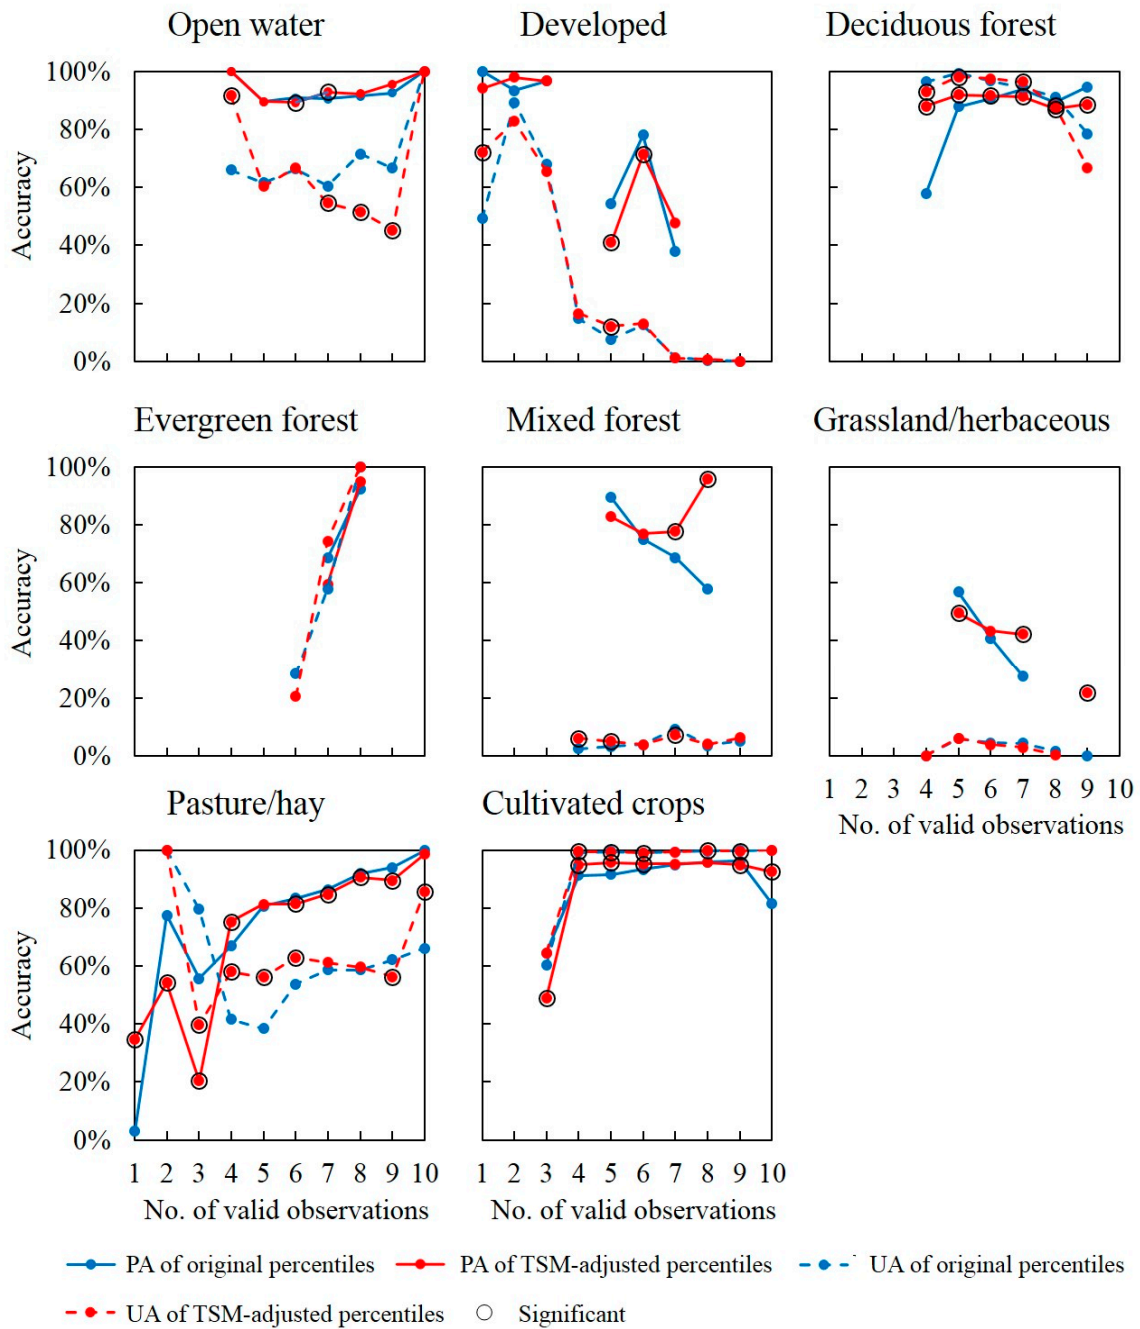 Open water
Developed
Deciduous forest
100%
80%
60%
40%
20%
0%
Accuracy
Evergreen forest
Mixed forest
Grassland/herbaceous
100%
80%
60%
40%
20%
0%
Accuracy
1 2 3 4 5 6 7 8 9 10
No. of valid observations
Pasture/hay
Cultivated crops
100%
80%
60%
40%
20%
0%
Accuracy
1 2 3 4 5 6 7 8 9 10
1 2 3 4 5 6 7 8 9 10
No. of valid observations
No. of valid observations
PA of original percentiles
PA of TSM-adjusted percentiles
UA of original percentiles
UA of TSM-adjusted percentiles
Significant